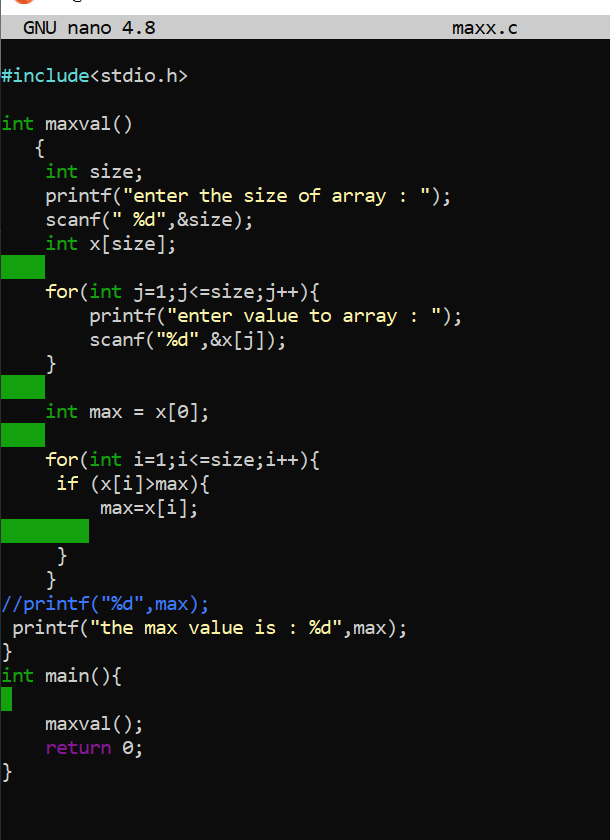 GNU nano 4.8 maxx.c
#include<stdio.h>
int maxval()
{
int size;
printf("enter the size of array : ");
scanf(" %d",&size);
int x[size];
for(int j=1;j<=size;j++){
printf("enter value to array : ");
scanf("%d",&x[j]);
}
int max = x[0];
for(int i=1;i<=size;i++){
if (x[i]>max){
max=x[i];
}
}
//printf("%d",max);
printf("the max value is : %d",max);
}
int main(){
maxval();
return 0;
}